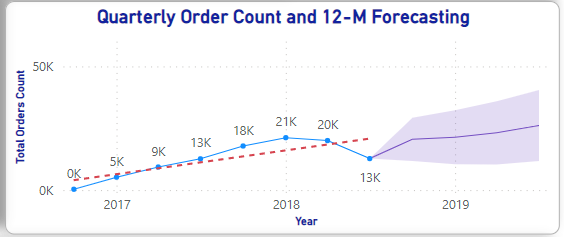 Quarterly Order Count and 12-M Forecasting
Total Orders Count
50K
0K
0K
5K
9K
13K
18K
21K
20K
13K
2017
2018
2019
Year